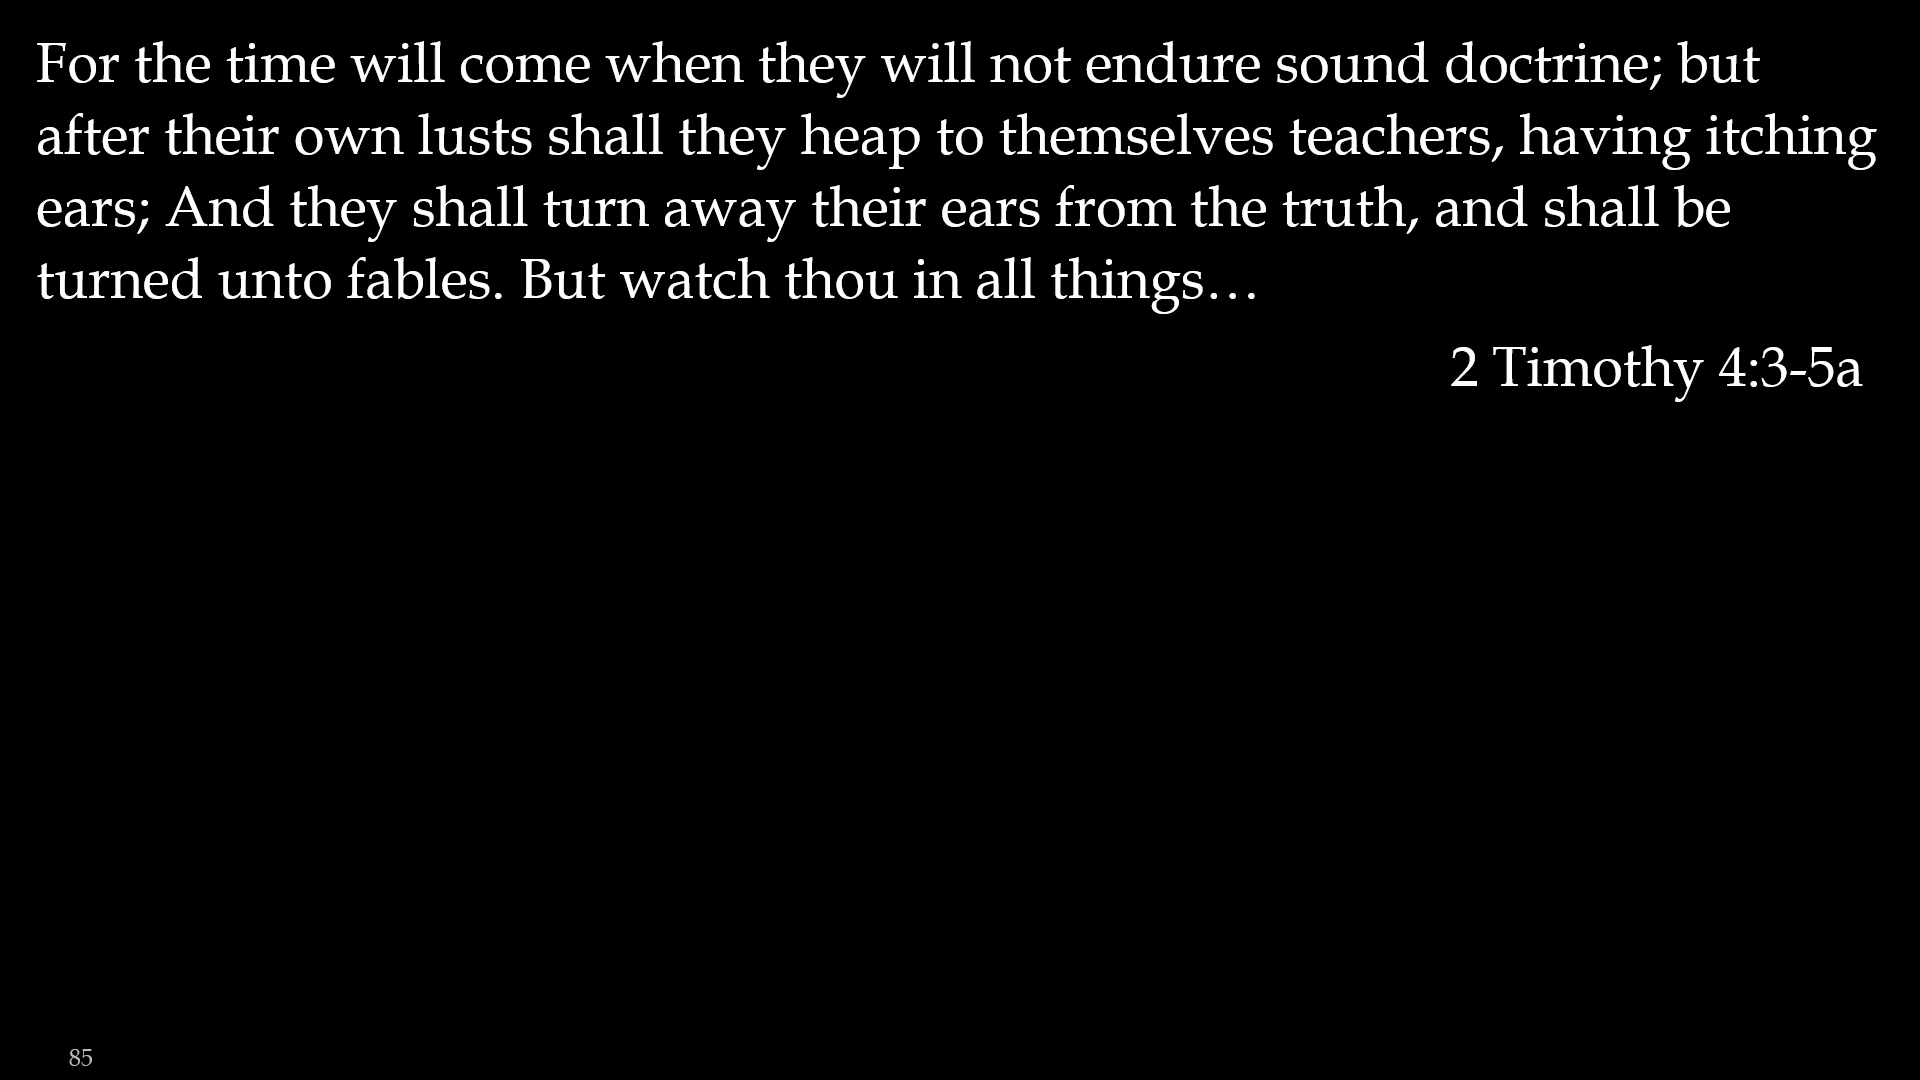 For the time will come when they will not endure sound doctrine; but
after their own lusts shall they heap to themselves teachers, having itching
ears; And they shall turn away their ears from the truth, and shall be
turned unto fables. But watch thou in all things…
2 Timothy 4:3-5a
85